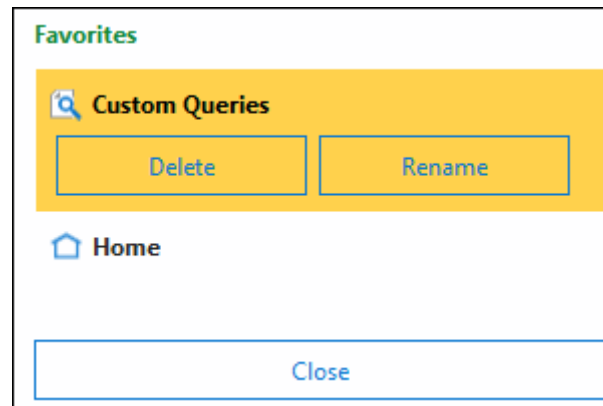 Favorites
Custom Queries
Delete Rename
Home
Close